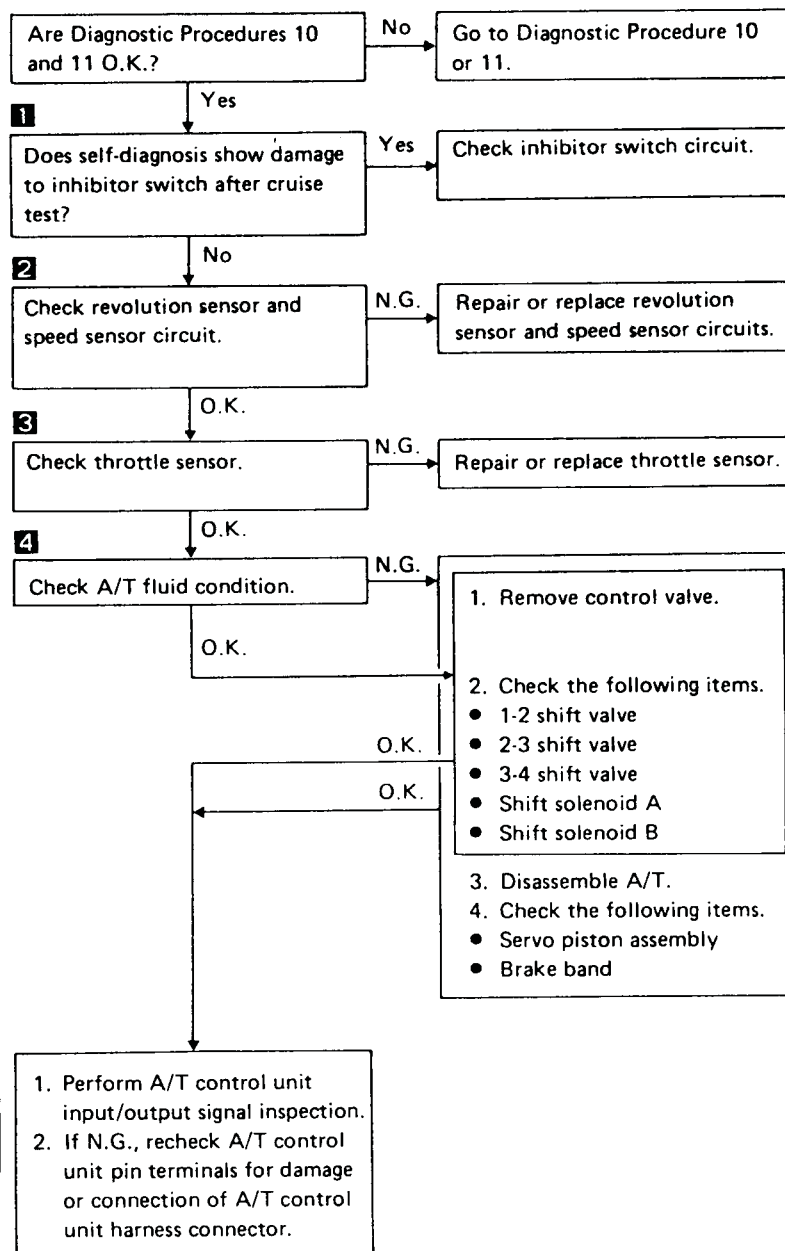 Are Diagnostic Procedures 10
and 11 O.K.?
No
Go to Diagnostic Procedure 10
or 11.
Yes
1
Does self-diagnosis show damage
to inhibitor switch after cruise
test?
Yes
Check inhibitor switch circuit.
No
2
Check revolution sensor and
speed sensor circuit.
N.G.
Repair or replace revolution
sensor and speed sensor circuits.
O.K.
3
Check throttle sensor.
N.G.
Repair or replace throttle sensor.
O.K.
4
Check A/T fluid condition.
N.G.
O.K.
1. Remove control valve.
2. Check the following items.
● 1-2 shift valve
● 2-3 shift valve
● 3-4 shift valve
● Shift solenoid A
● Shift solenoid B
O.K.
O.K.
3. Disassemble A/T.
4. Check the following items.
● Servo piston assembly
● Brake band
1. Perform A/T control unit
input/output signal inspection.
2. If N.G., recheck A/T control
unit pin terminals for damage
or connection of A/T control
unit harness connector.